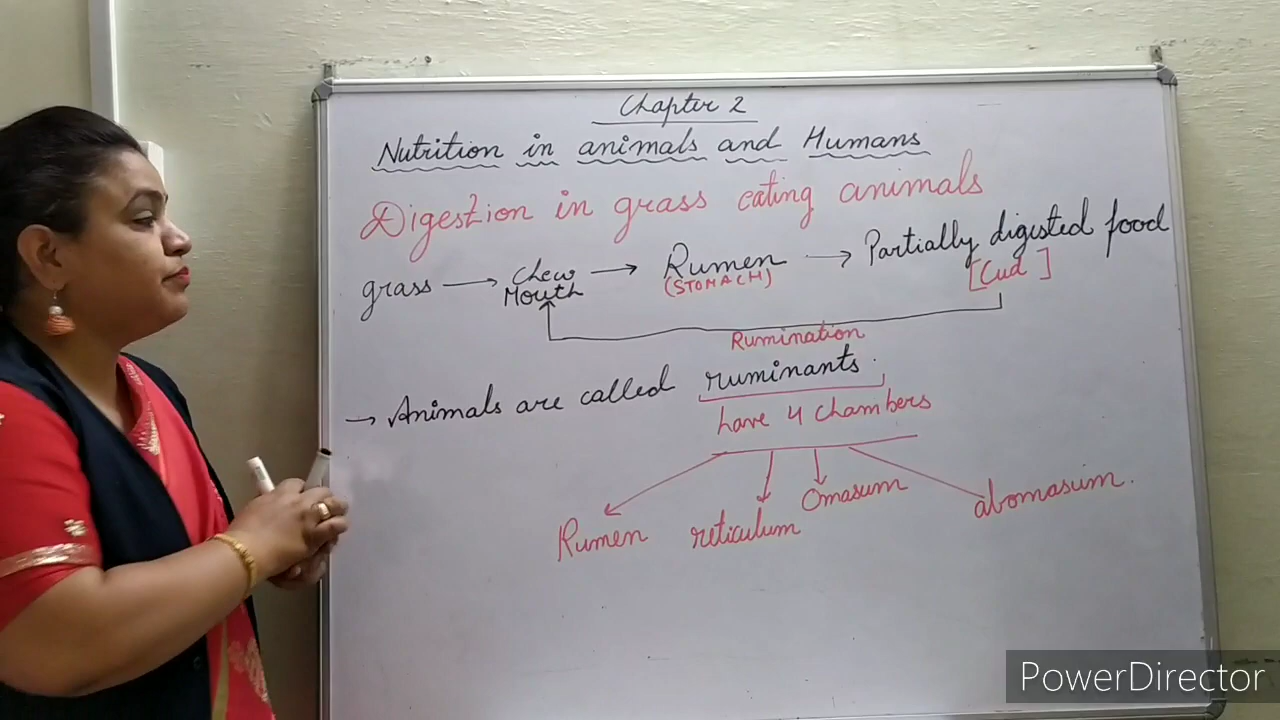 Chapter 2
Nutrition in animals and Humans
Digestion in grass eating animals
grass → Chew Mouth → Rumen (STOMACH) → Partially digested food [Cud]
Rumination
→ Animals are called ruminants.
have 4 chambers
Rumen reticulum Omasum abomasum.
PowerDirector